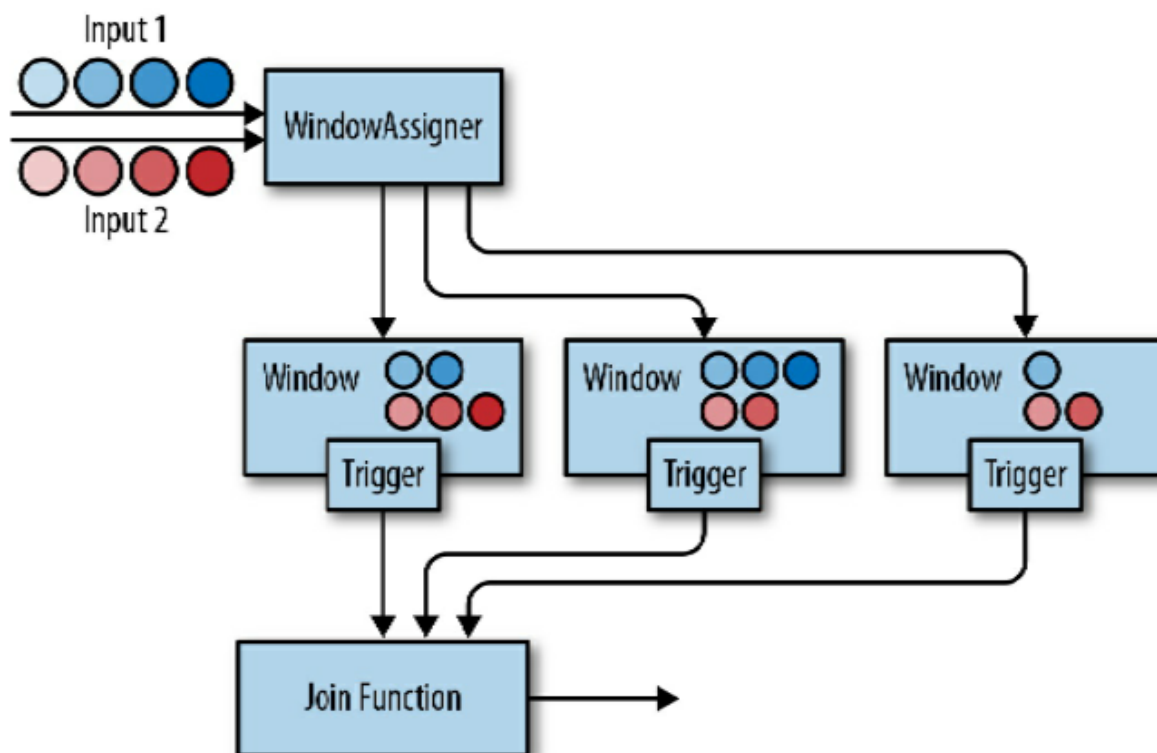 Input 1
WindowAssigner
Input 2
Window
Window
Window
Trigger
Trigger
Trigger
Join Function